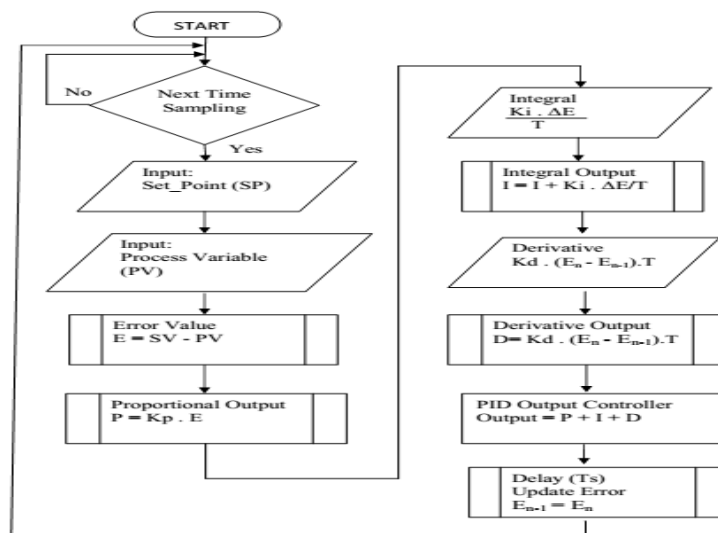 START
No
Next Time
Sampling
Yes
Input:
Set_Point (SP)
Input:
Process Variable
(PV)
Error Value
E = SV - PV
Proportional Output
P = Kp . E
Integral
Ki . ΔE
T
Integral Output
I = I + Ki . ΔE/T
Derivative
Kd . (Eₙ - Eₙ₋₁).T
Derivative Output
D= Kd . (Eₙ - Eₙ₋₁).T
PID Output Controller
Output = P + I + D
Delay (Ts)
Update Error
Eₙ₋₁ = Eₙ